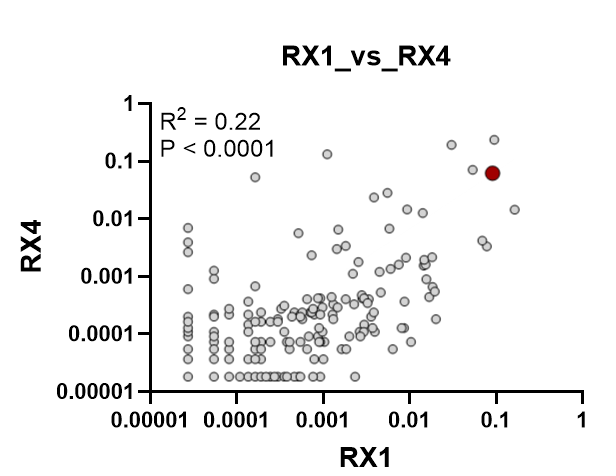 RX1_vs_RX4
1
R² = 0.22
P < 0.0001
0.1
0.01
RX4
0.001
0.0001
0.00001
0.00001 0.0001 0.001 0.01 0.1 1
RX1